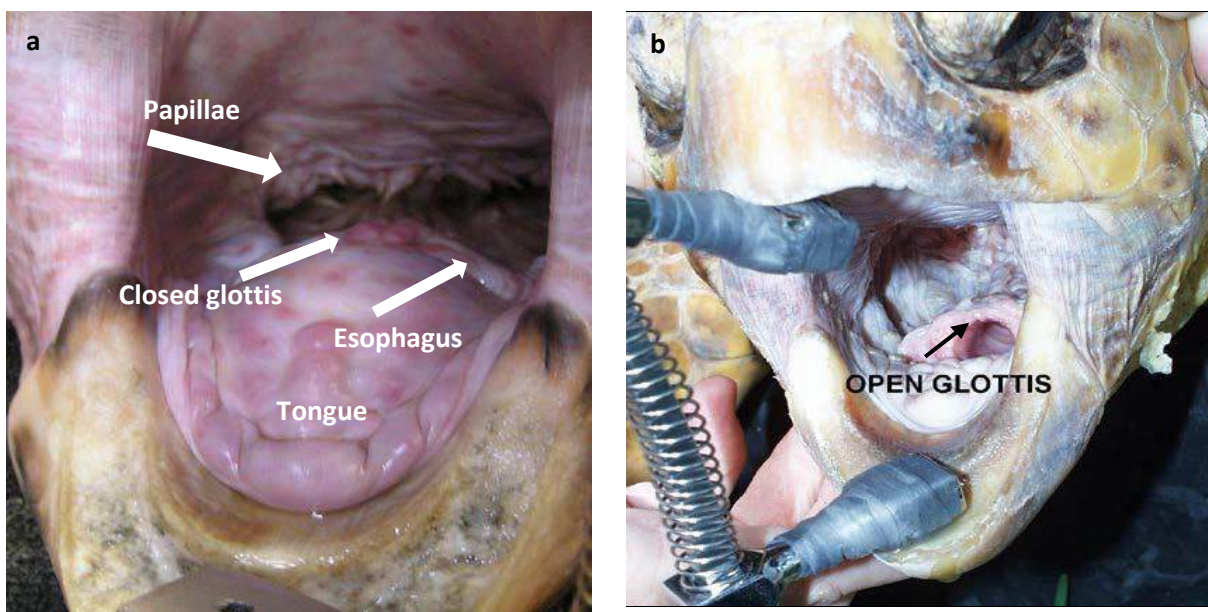 a
Papillae
Closed glottis
Esophagus
Tongue
b
OPEN GLOTTIS